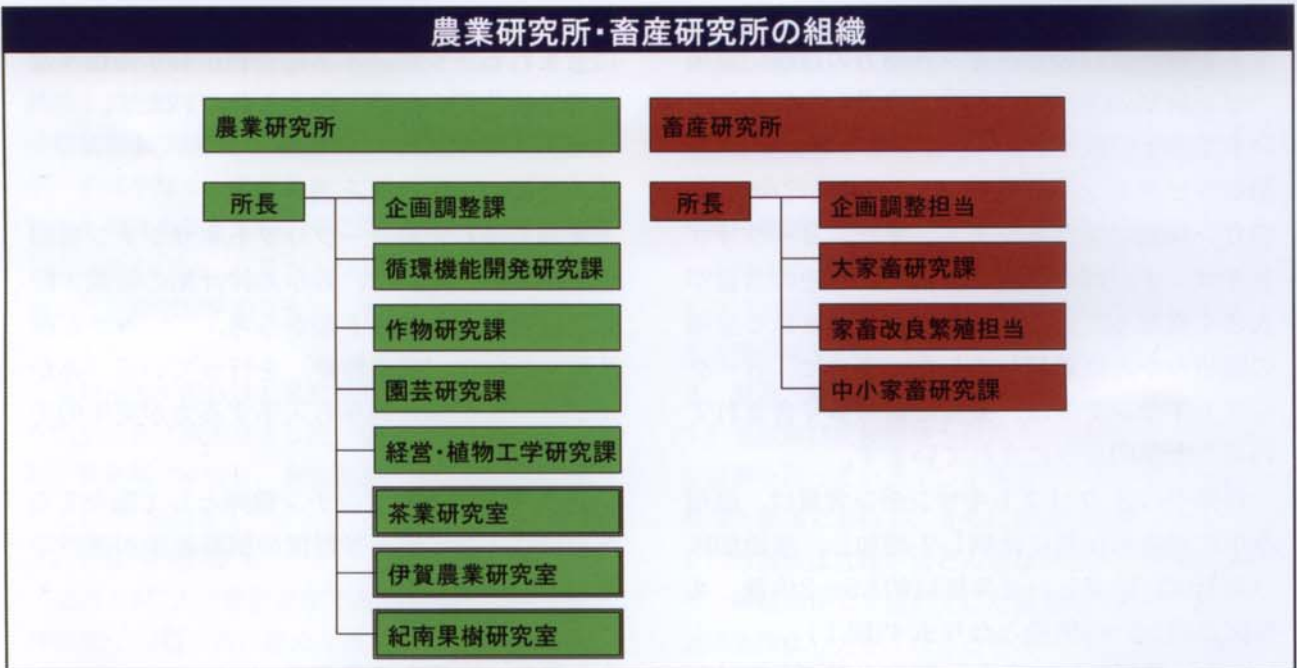 農業研究所・畜産研究所の組織
農業研究所
所長
企画調整課
循環機能開発研究課
作物研究課
園芸研究課
経営・植物工学研究課
茶業研究室
伊賀農業研究室
紀南果樹研究室
畜産研究所
所長
企画調整担当
大家畜研究課
家畜改良繁殖担当
中小家畜研究課